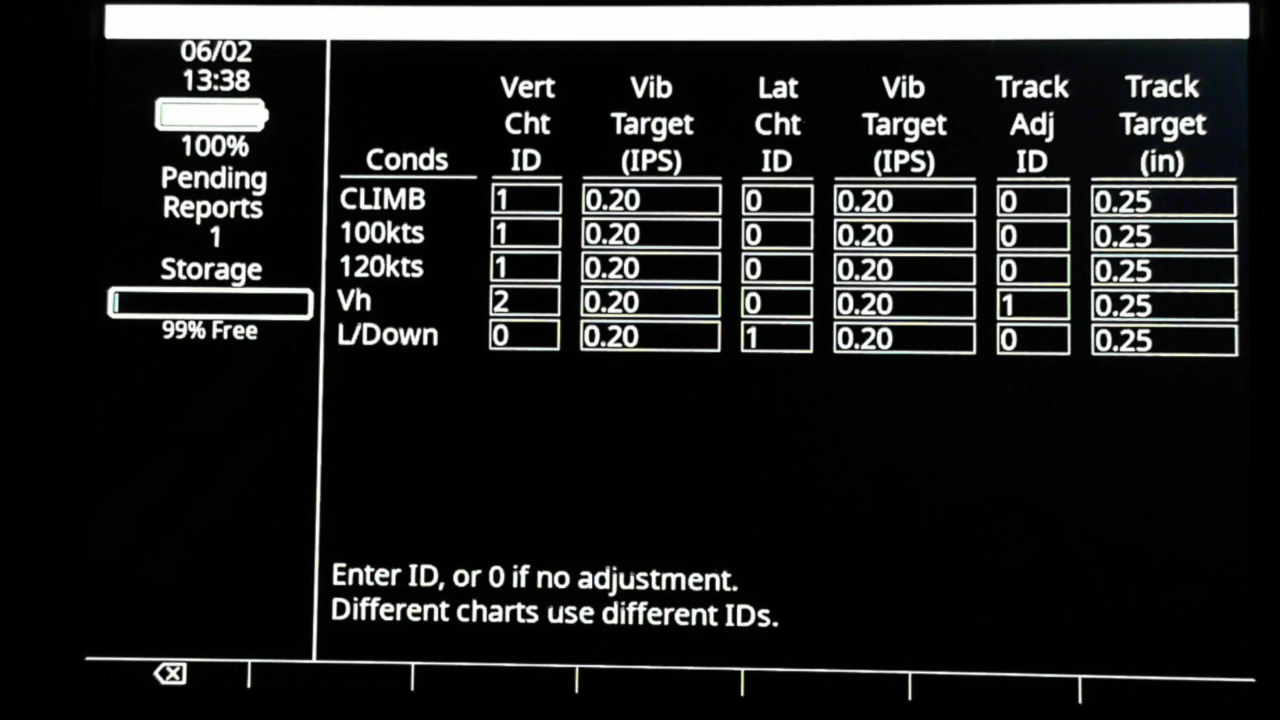 06/02
13:38
100%
Pending
Reports
1
Storage
99% Free
Vert Vib Lat Vib Track Track
Cht Target Cht Target Adj Target
Conds ID (IPS) ID (IPS) ID (in)
CLIMB 1 0.20 0 0.20 0 0.25
100kts 1 0.20 0 0.20 0 0.25
120kts 1 0.20 0 0.20 0 0.25
Vh 2 0.20 0 0.20 1 0.25
L/Down 0 0.20 1 0.20 0 0.25
Enter ID, or 0 if no adjustment.
Different charts use different IDs.